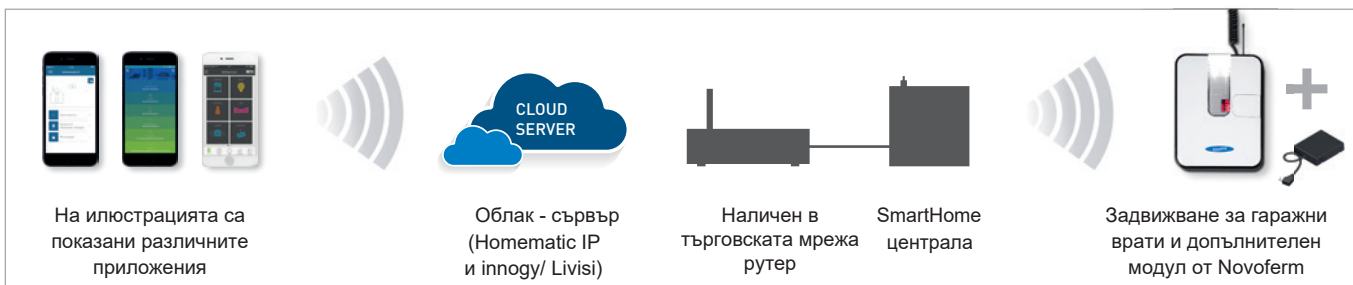 CLOUD
SERVER
На илюстрацията са
показани различните
приложения
Облак - сървър
(Homematic IP
и innogy/ Livisi)
Наличен в
търговската мрежа
рутер
SmartHome
централа
Задвижване за гаражни
врати и допълнителен
модул от Novoferm